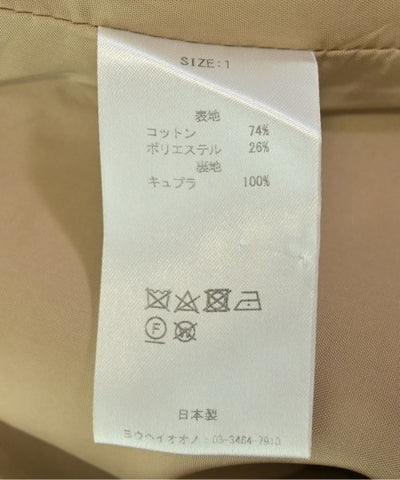 SIZE:1
表地
コットン 74%
ポリエステル 26%
裏地
キュプラ 100%
F
W
日本製
ヨウヘイオオノ:03-3464-7910